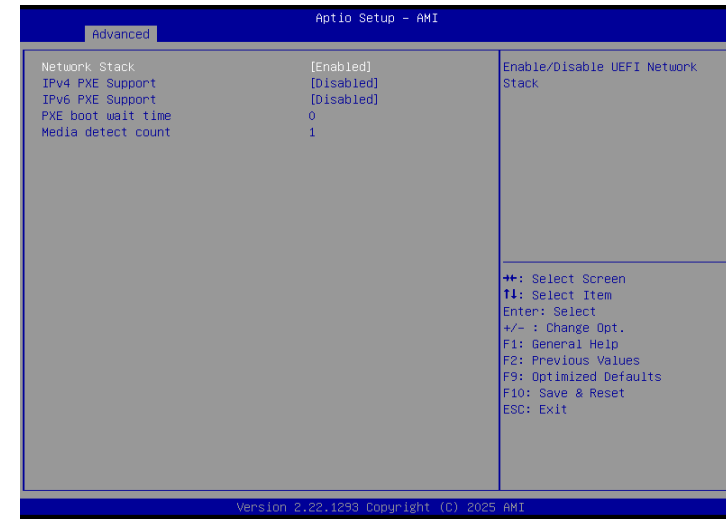 Aptio Setup – AMI
Advanced
Network Stack [Enabled]
IPv4 PXE Support [Disabled]
IPv6 PXE Support [Disabled]
PXE boot wait time 0
Media detect count 1
Enable/Disable UEFI Network
Stack
→←: Select Screen
↑↓: Select Item
Enter: Select
+/– : Change Opt.
F1: General Help
F2: Previous Values
F9: Optimized Defaults
F10: Save & Reset
ESC: Exit
Version 2.22.1293 Copyright (C) 2025 AMI